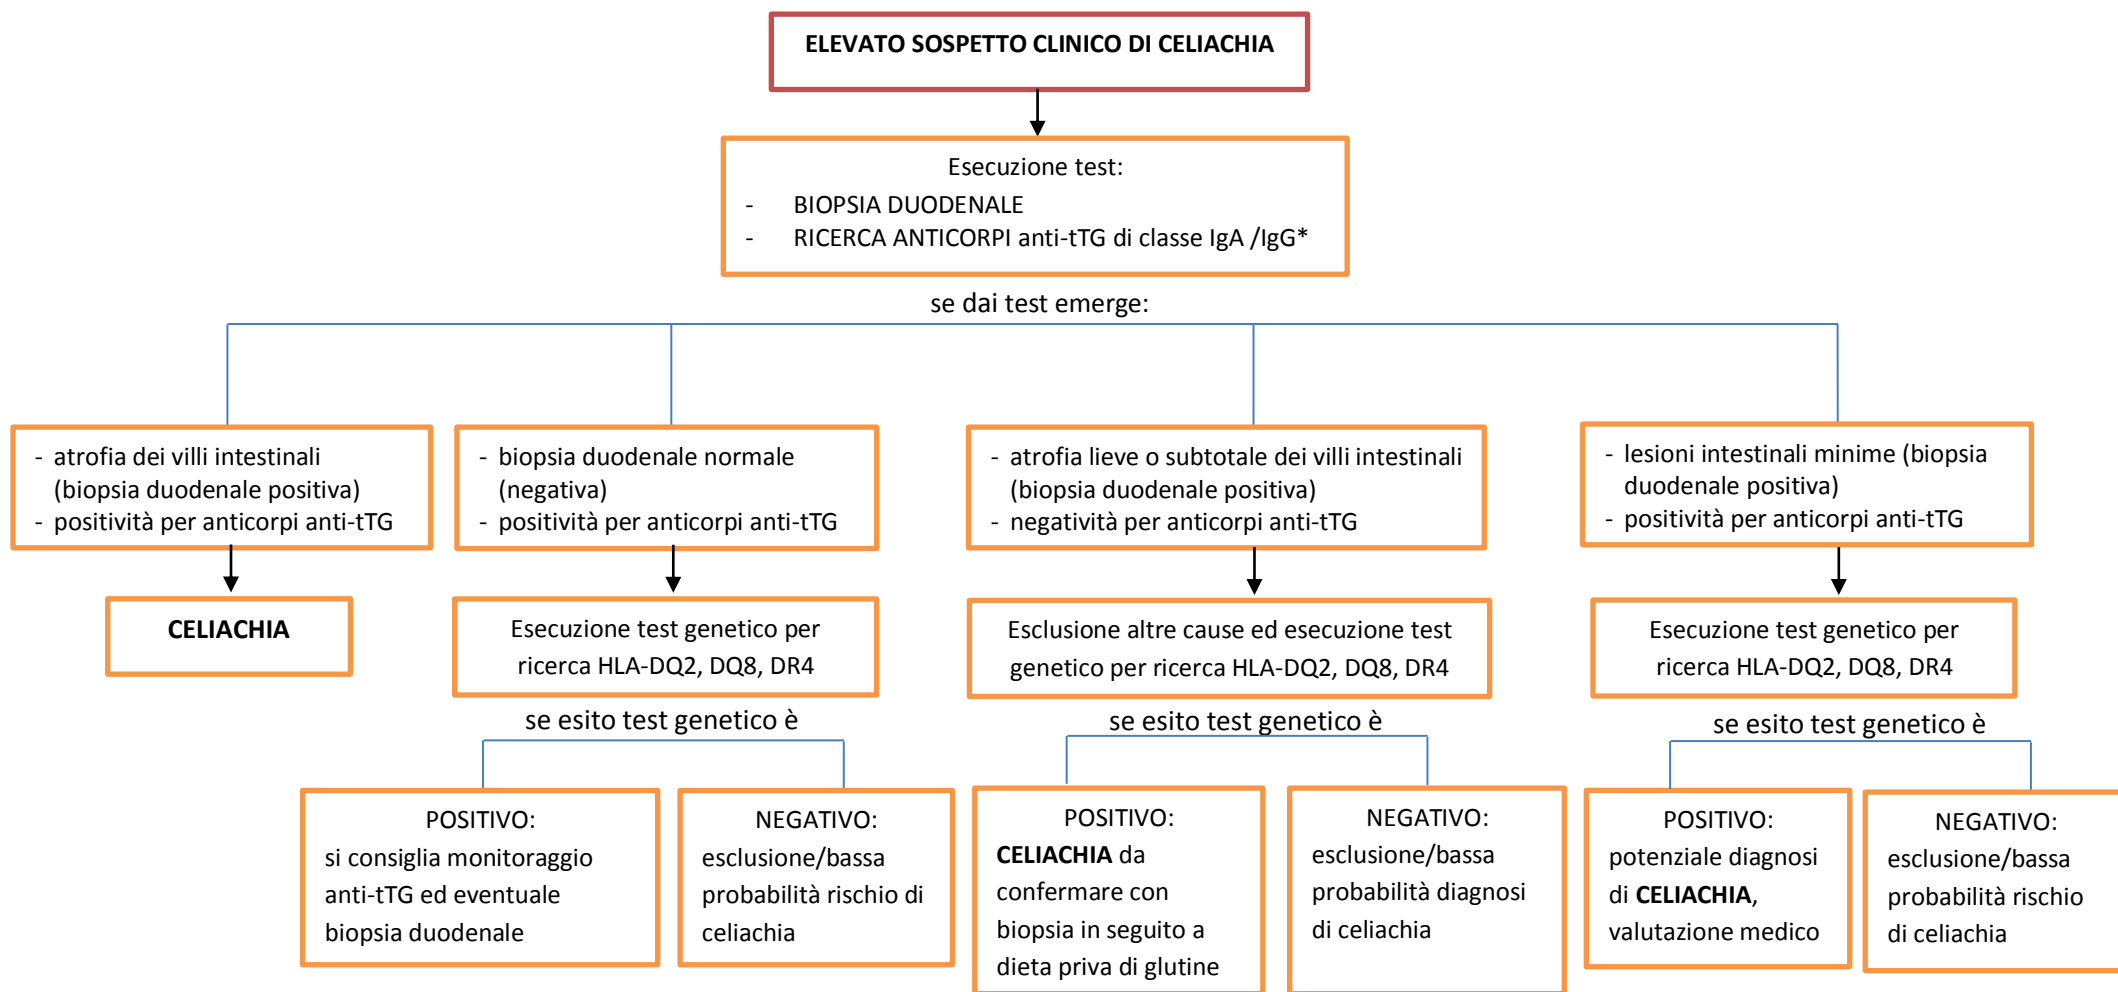 ELEVATO SOSPETTO CLINICO DI CELIACHIA
Esecuzione test:
- BIOPSIA DUODENALE
- RICERCA ANTICORPI anti-tTG di classe IgA /IgG*
se dai test emerge:
- atrofia dei villi intestinali
(biopsia duodenale positiva)
- positività per anticorpi anti-tTG
- biopsia duodenale normale
(negativa)
- positività per anticorpi anti-tTG
- atrofia lieve o subtotale dei villi intestinali
(biopsia duodenale positiva)
- negatività per anticorpi anti-tTG
- lesioni intestinali minime (biopsia
duodenale positiva)
- positività per anticorpi anti-tTG
CELIACHIA
Esecuzione test genetico per
ricerca HLA-DQ2, DQ8, DR4
Esclusione altre cause ed esecuzione test
genetico per ricerca HLA-DQ2, DQ8, DR4
Esecuzione test genetico per
ricerca HLA-DQ2, DQ8, DR4
se esito test genetico è
se esito test genetico è
se esito test genetico è
POSITIVO:
si consiglia monitoraggio
anti-tTG ed eventuale
biopsia duodenale
NEGATIVO:
esclusione/bassa
probabilità rischio di
celiachia
POSITIVO:
CELIACHIA da
confermare con
biopsia in seguito a
dieta priva di glutine
NEGATIVO:
esclusione/bassa
probabilità diagnosi
di celiachia
POSITIVO:
potenziale diagnosi
di CELIACHIA,
valutazione medico
NEGATIVO:
esclusione/bassa
probabilità rischio
di celiachia